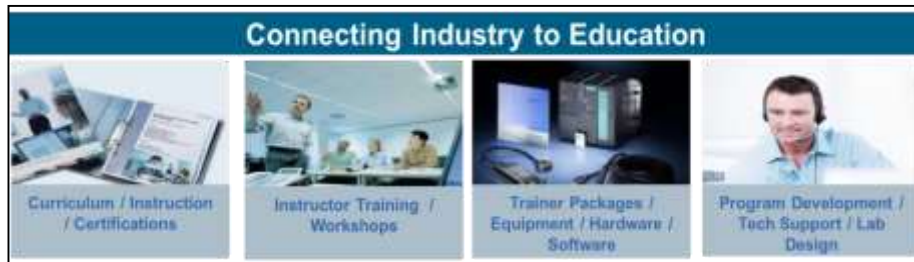 Connecting Industry to Education
Curriculum / Instruction
/ Certifications
Instructor Training /
Workshops
Trainer Packages /
Equipment / Hardware /
Software
Program Development /
Tech Support / Lab
Design